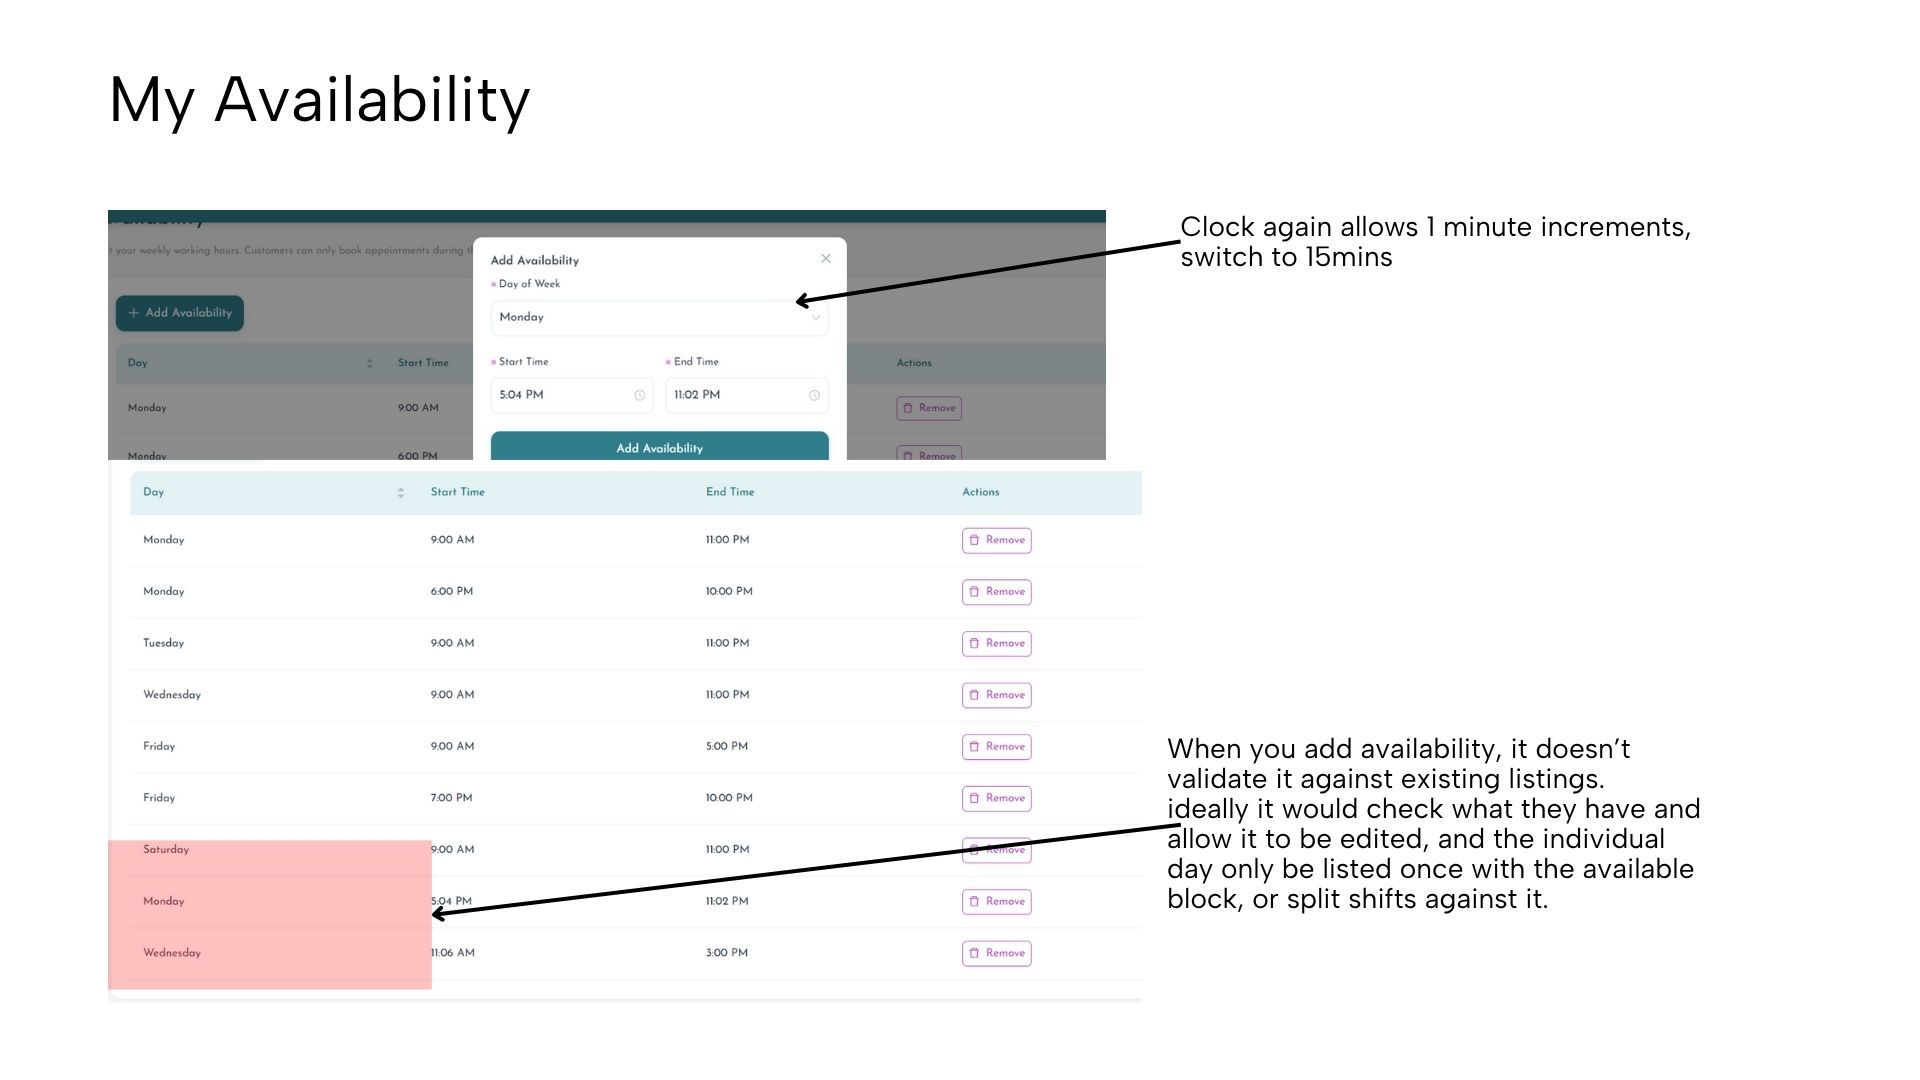 My Availability
Clock again allows 1 minute increments,
switch to 15mins
t your weekly working hours. Customers can only book appointments during
Add Availability
* Day of Week
Monday
+ Add Availability
Day
Start Time
Actions
* Start Time
* End Time
5:04 PM
11:02 PM
Monday
9:00 AM
Remove
Add Availability
Monday
6:00 PM
Remove
Day
Start Time
End Time
Actions
Monday
9:00 AM
11:00 PM
Remove
Monday
6:00 PM
10:00 PM
Remove
Tuesday
9:00 AM
11:00 PM
Remove
Wednesday
9:00 AM
11:00 PM
Remove
Friday
9:00 AM
5:00 PM
Remove
Friday
7:00 PM
10:00 PM
Remove
Saturday
9:00 AM
11:00 PM
Remove
Monday
5:04 PM
11:02 PM
Remove
Wednesday
11:06 AM
3:00 PM
Remove
When you add availability, it doesn’t
validate it against existing listings.
ideally it would check what they have and
allow it to be edited, and the individual
day only be listed once with the available
block, or split shifts against it.